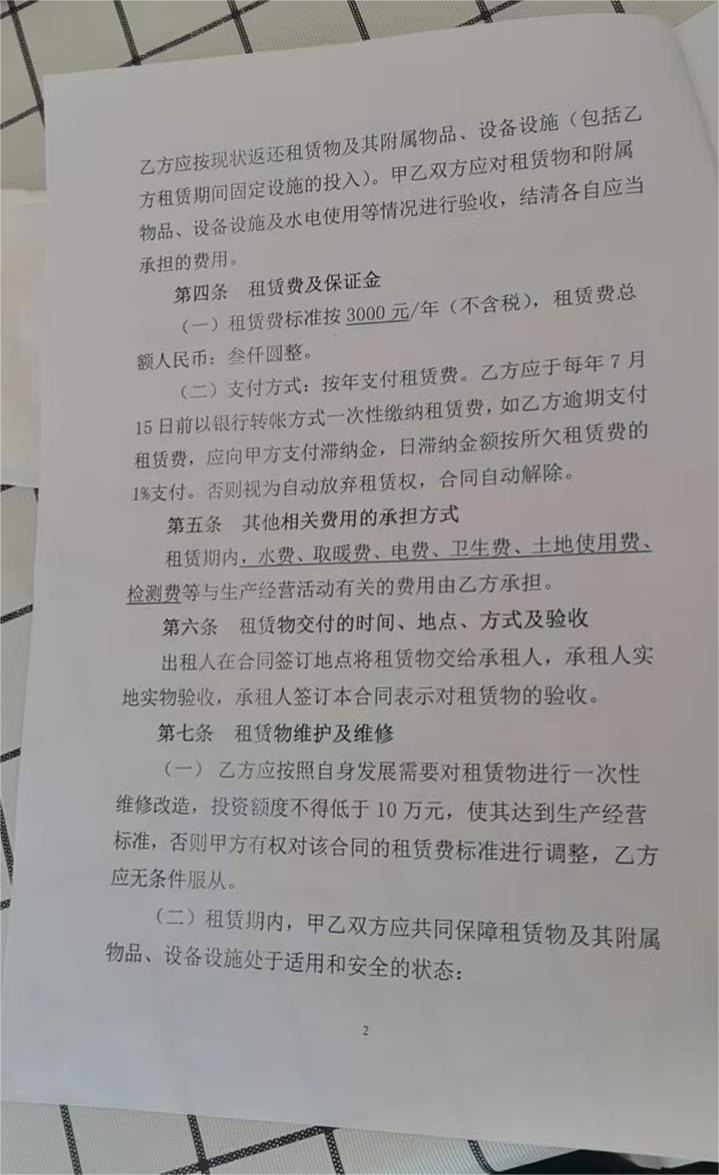 乙方应按现状返还租赁物及其附属物品、设备设施（包括乙
方租赁期间固定设施的投入）。甲乙双方应对租赁物和附属
物品、设备设施及水电使用等情况进行验收，结清各自应当
承担的费用。
第四条 租赁费及保证金
（一）租赁费标准按 3000 元/年（不含税），租赁费总
额人民币：叁仟圆整。
（二）支付方式：按年支付租赁费。乙方应于每年 7 月
15 日前以银行转帐方式一次性缴纳租赁费，如乙方逾期支付
租赁费，应向甲方支付滞纳金，日滞纳金额按所欠租赁费的
1%支付。否则视为自动放弃租赁权，合同自动解除。
第五条 其他相关费用的承担方式
租赁期内，水费、取暖费、电费、卫生费、土地使用费、
检测费等与生产经营活动有关的费用由乙方承担。
第六条 租赁物交付的时间、地点、方式及验收
出租人在合同签订地点将租赁物交给承租人，承租人实
地实物验收，承租人签订本合同表示对租赁物的验收。
第七条 租赁物维护及维修
（一） 乙方应按照自身发展需要对租赁物进行一次性
维修改造，投资额度不得低于 10 万元，使其达到生产经营
标准，否则甲方有权对该合同的租赁费标准进行调整，乙方
应无条件服从。
（二）租赁期内，甲乙双方应共同保障租赁物及其附属
物品、设备设施处于适用和安全的状态：
2